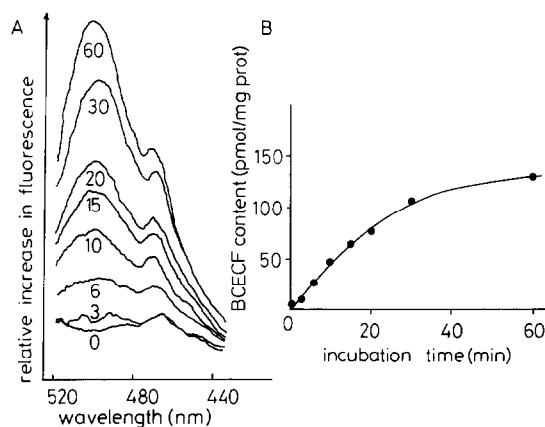 A
relative increase in fluorescence
60
30
20
15
10
6
3
0
520 480 440
wavelength (nm)
B
BCECF content (pmol/mg prot)
150
100
50
0 20 40 60
incubation time (min)